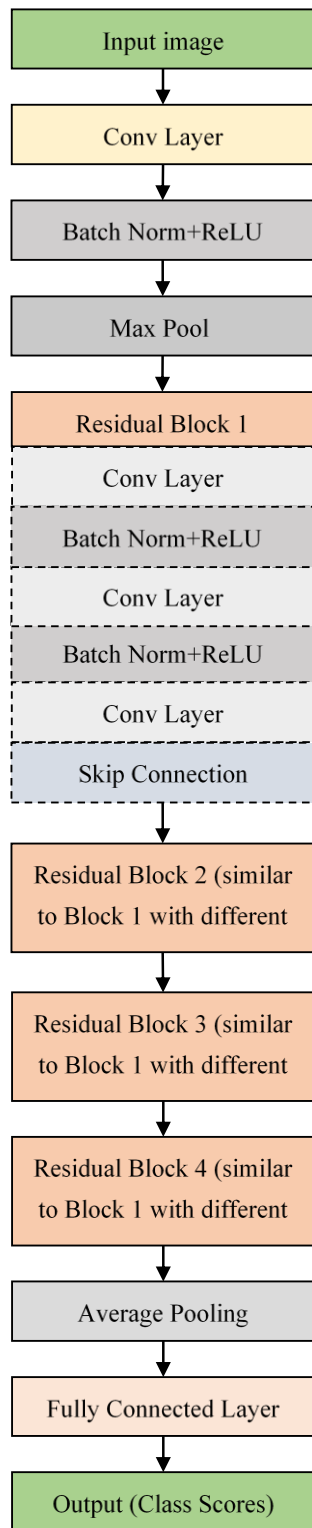 Input image
Conv Layer
Batch Norm+ReLU
Max Pool
Residual Block 1
Conv Layer
Batch Norm+ReLU
Conv Layer
Batch Norm+ReLU
Conv Layer
Skip Connection
Residual Block 2 (similar
to Block 1 with different
Residual Block 3 (similar
to Block 1 with different
Residual Block 4 (similar
to Block 1 with different
Average Pooling
Fully Connected Layer
Output (Class Scores)